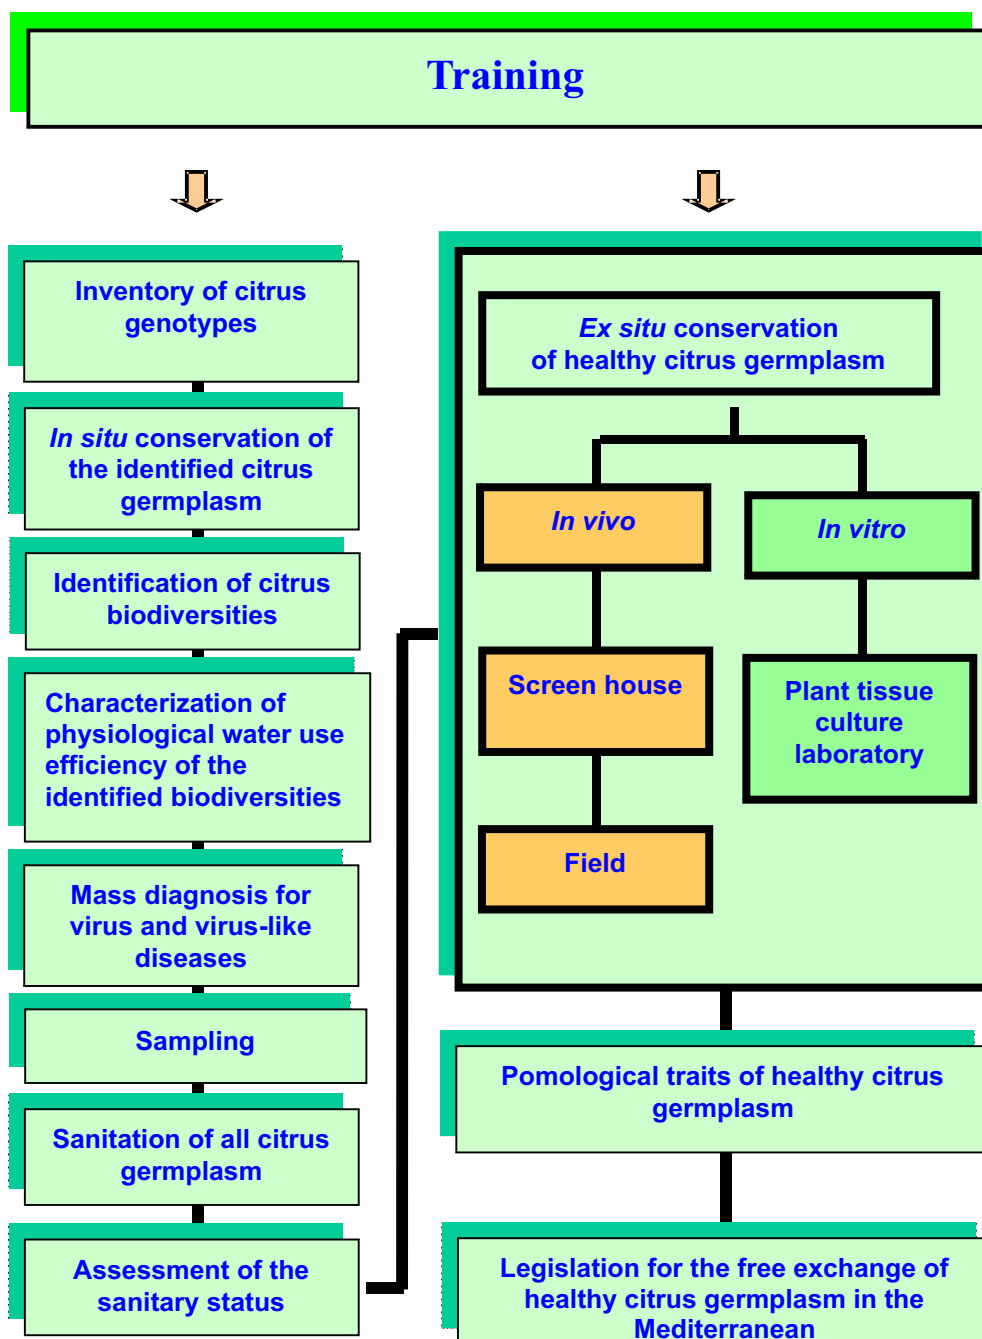 Training
Inventory of citrus
genotypes
In situ conservation of
the identified citrus
germplasm
Identification of citrus
biodiversities
Characterization of
physiological water use
efficiency of the
identified biodiversities
Mass diagnosis for
virus and virus-like
diseases
Sampling
Sanitation of all citrus
germplasm
Assessment of the
sanitary status
Ex situ conservation
of healthy citrus germplasm
In vivo
In vitro
Screen house
Plant tissue
culture
laboratory
Field
Pomological traits of healthy citrus
germplasm
Legislation for the free exchange of
healthy citrus germplasm in the
Mediterranean